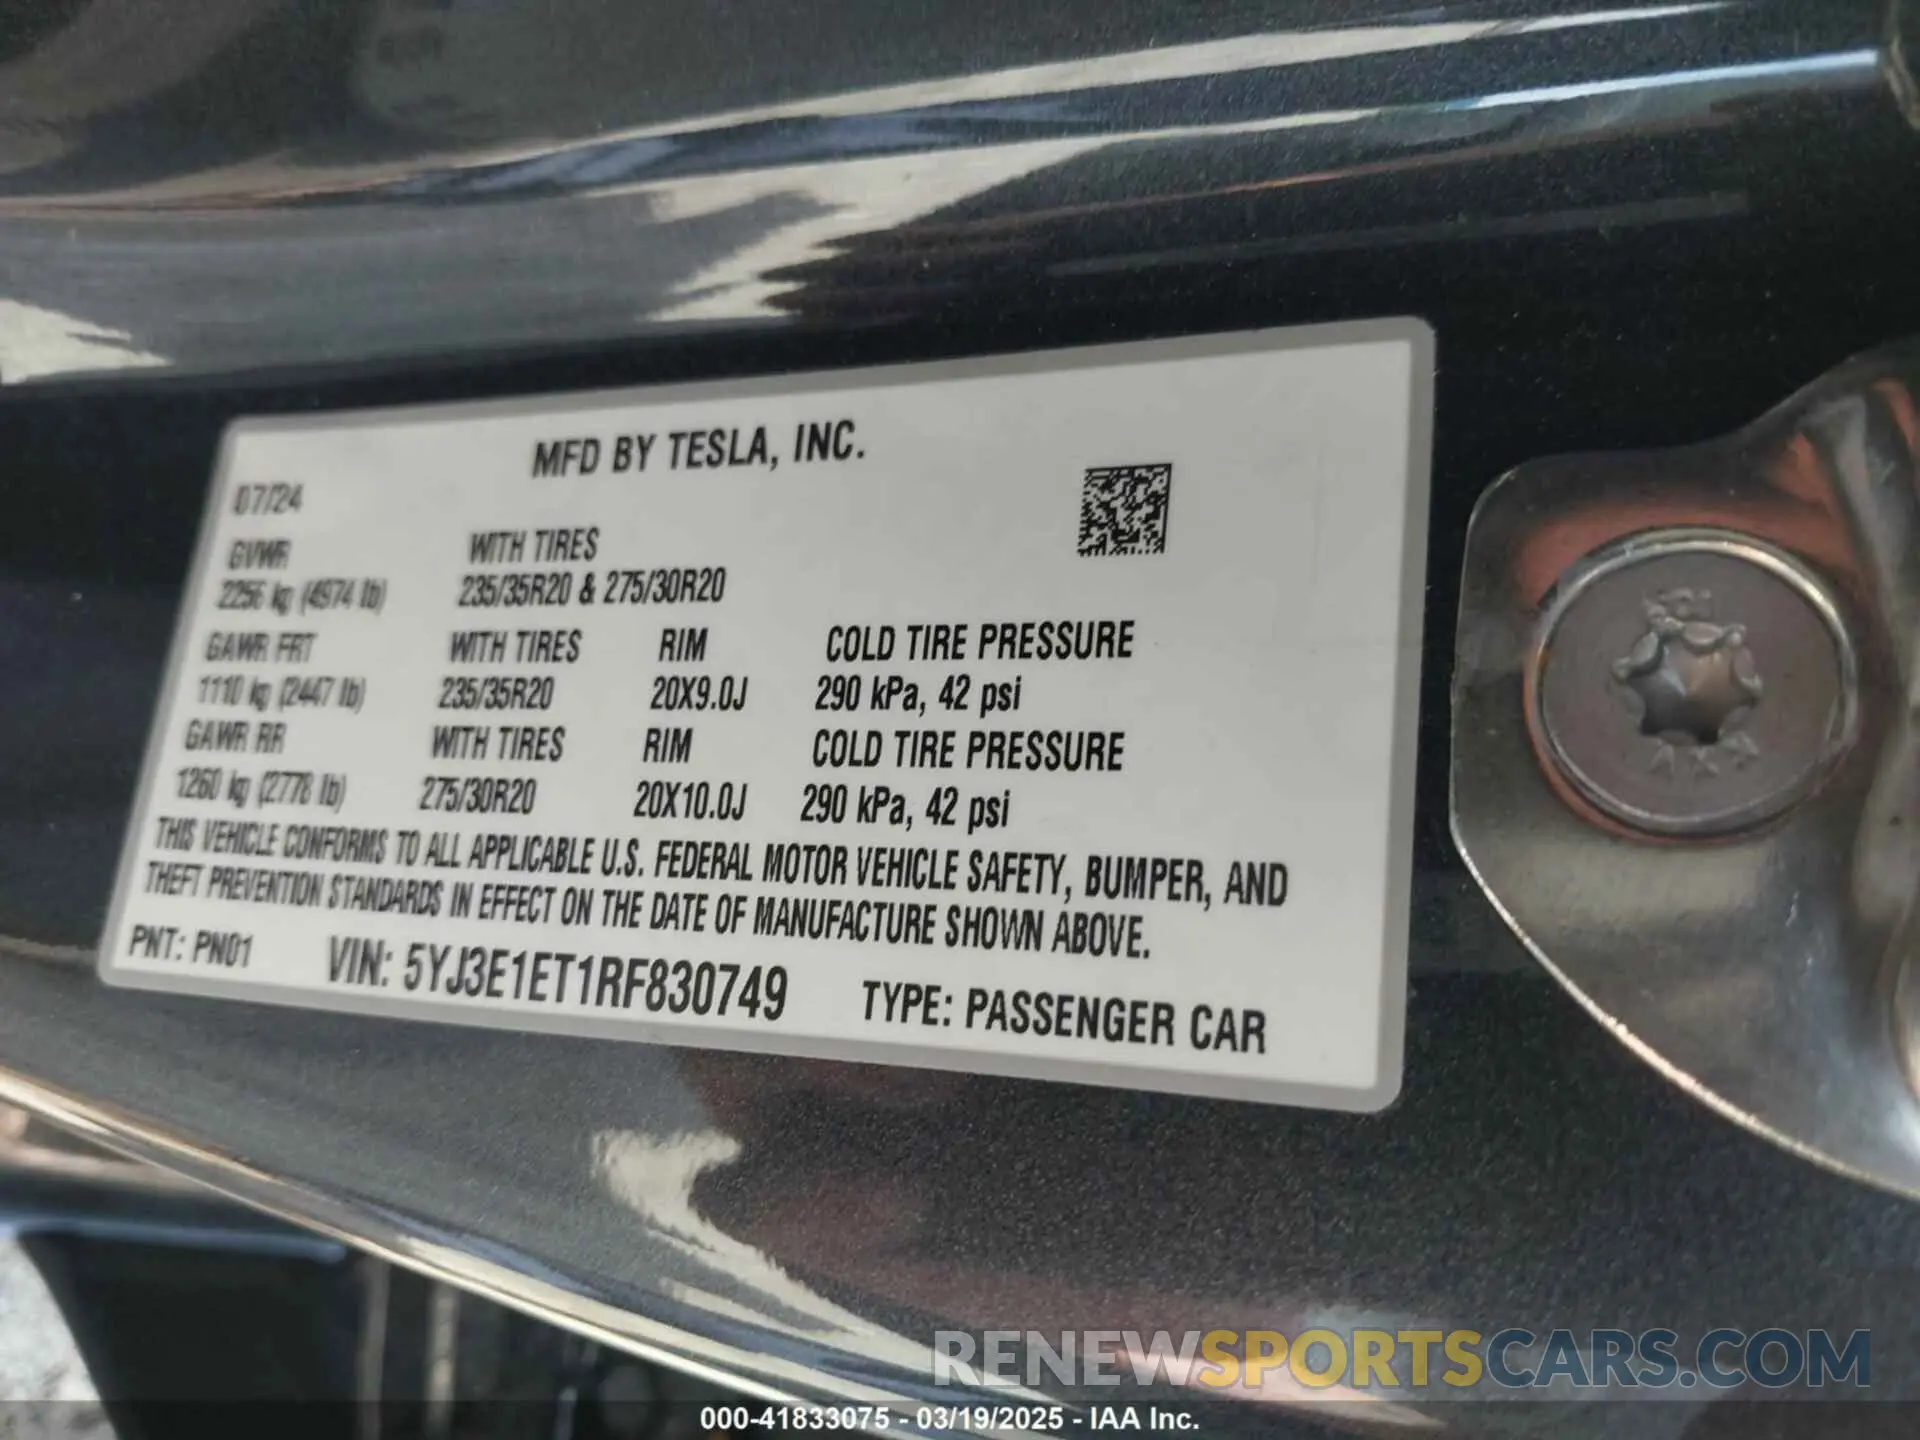 MFD BY TESLA, INC.
07/24
GVWR WITH TIRES
2256 kg (4974 lb) 235/35R20 & 275/30R20
GAWR FRT WITH TIRES RIM COLD TIRE PRESSURE
1110 kg (2447 lb) 235/35R20 20X9.0J 290 kPa, 42 psi
GAWR RR WITH TIRES RIM COLD TIRE PRESSURE
1260 kg (2778 lb) 275/30R20 20X10.0J 290 kPa, 42 psi
THIS VEHICLE CONFORMS TO ALL APPLICABLE U.S. FEDERAL MOTOR VEHICLE SAFETY, BUMPER, AND
THEFT PREVENTION STANDARDS IN EFFECT ON THE DATE OF MANUFACTURE SHOWN ABOVE.
PNT: PN01 VIN: 5YJ3E1ET1RF830749 TYPE: PASSENGER CAR
RENEWSPORTSCARS.COM
000-41833075 - 03/19/2025 - IAA Inc.